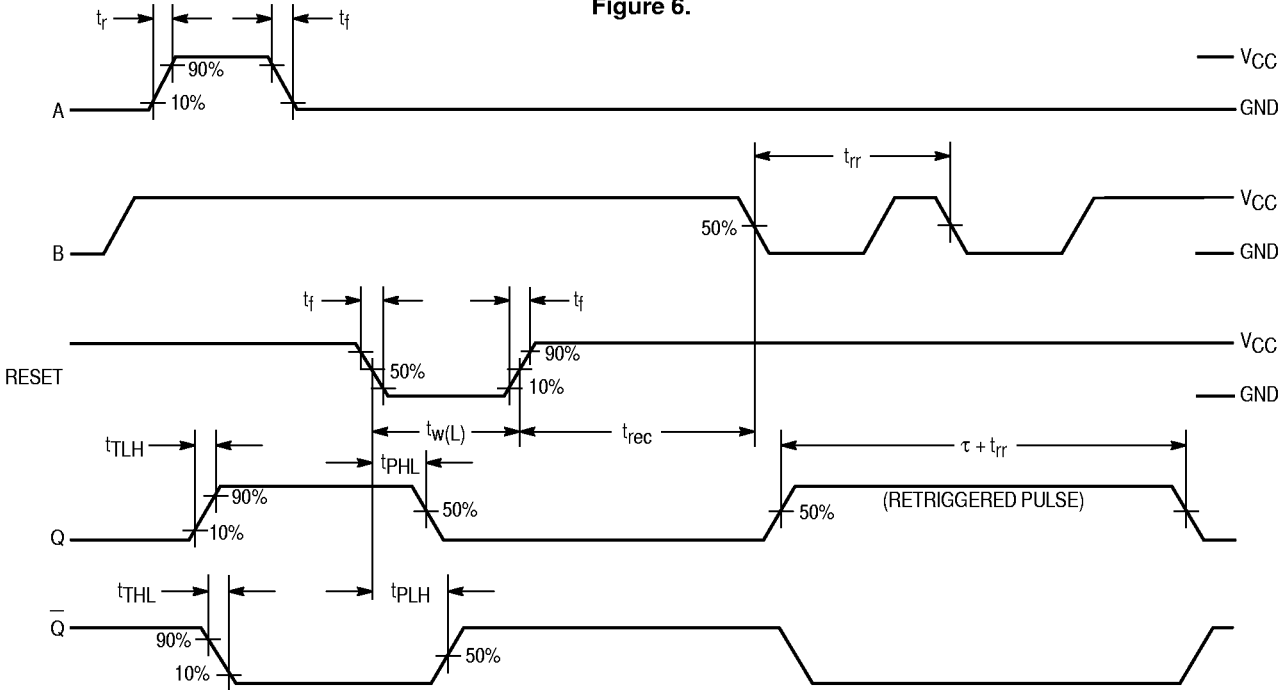 Figure 6.
tr tf
VCC
90%
10%
A GND
trr
VCC
50%
B GND
tf tf
VCC
90%
50%
10%
RESET
GND
tw(L) trec
tTLH τ + trr
tPHL
90% (RETRIGGERED PULSE)
50% 50%
10%
Q
tTHL tPLH
Q̅
90%
50%
10%